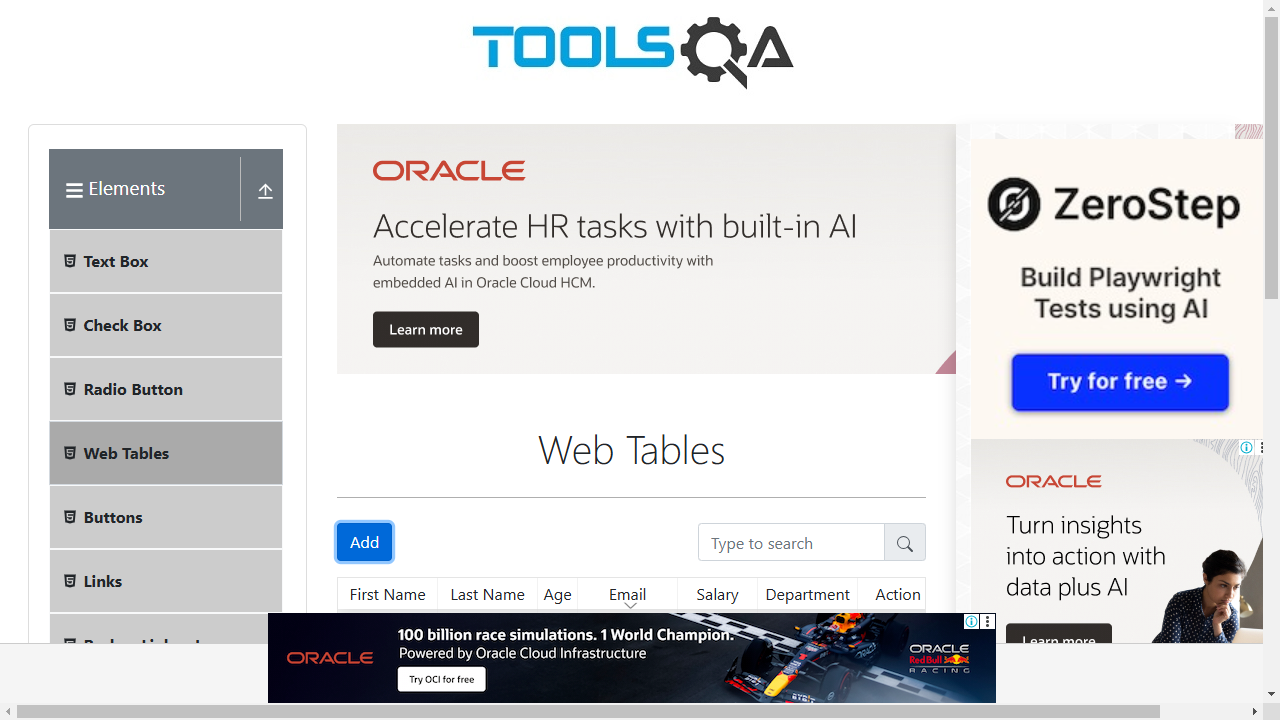 TOOLSQA
Elements
Text Box
Check Box
Radio Button
Web Tables
Buttons
Links
ORACLE
Accelerate HR tasks with built-in AI
Automate tasks and boost employee productivity with
embedded AI in Oracle Cloud HCM.
Learn more
Web Tables
Add
Type to search
First Name Last Name Age Email Salary Department Action
ZeroStep
Build Playwright
Tests using AI
Try for free →
ORACLE
Turn insights
into action with
data plus AI
Learn more
ORACLE
100 billion race simulations. 1 World Champion.
Powered by Oracle Cloud Infrastructure
Try OCI for free
ORACLE
Red Bull
RACING